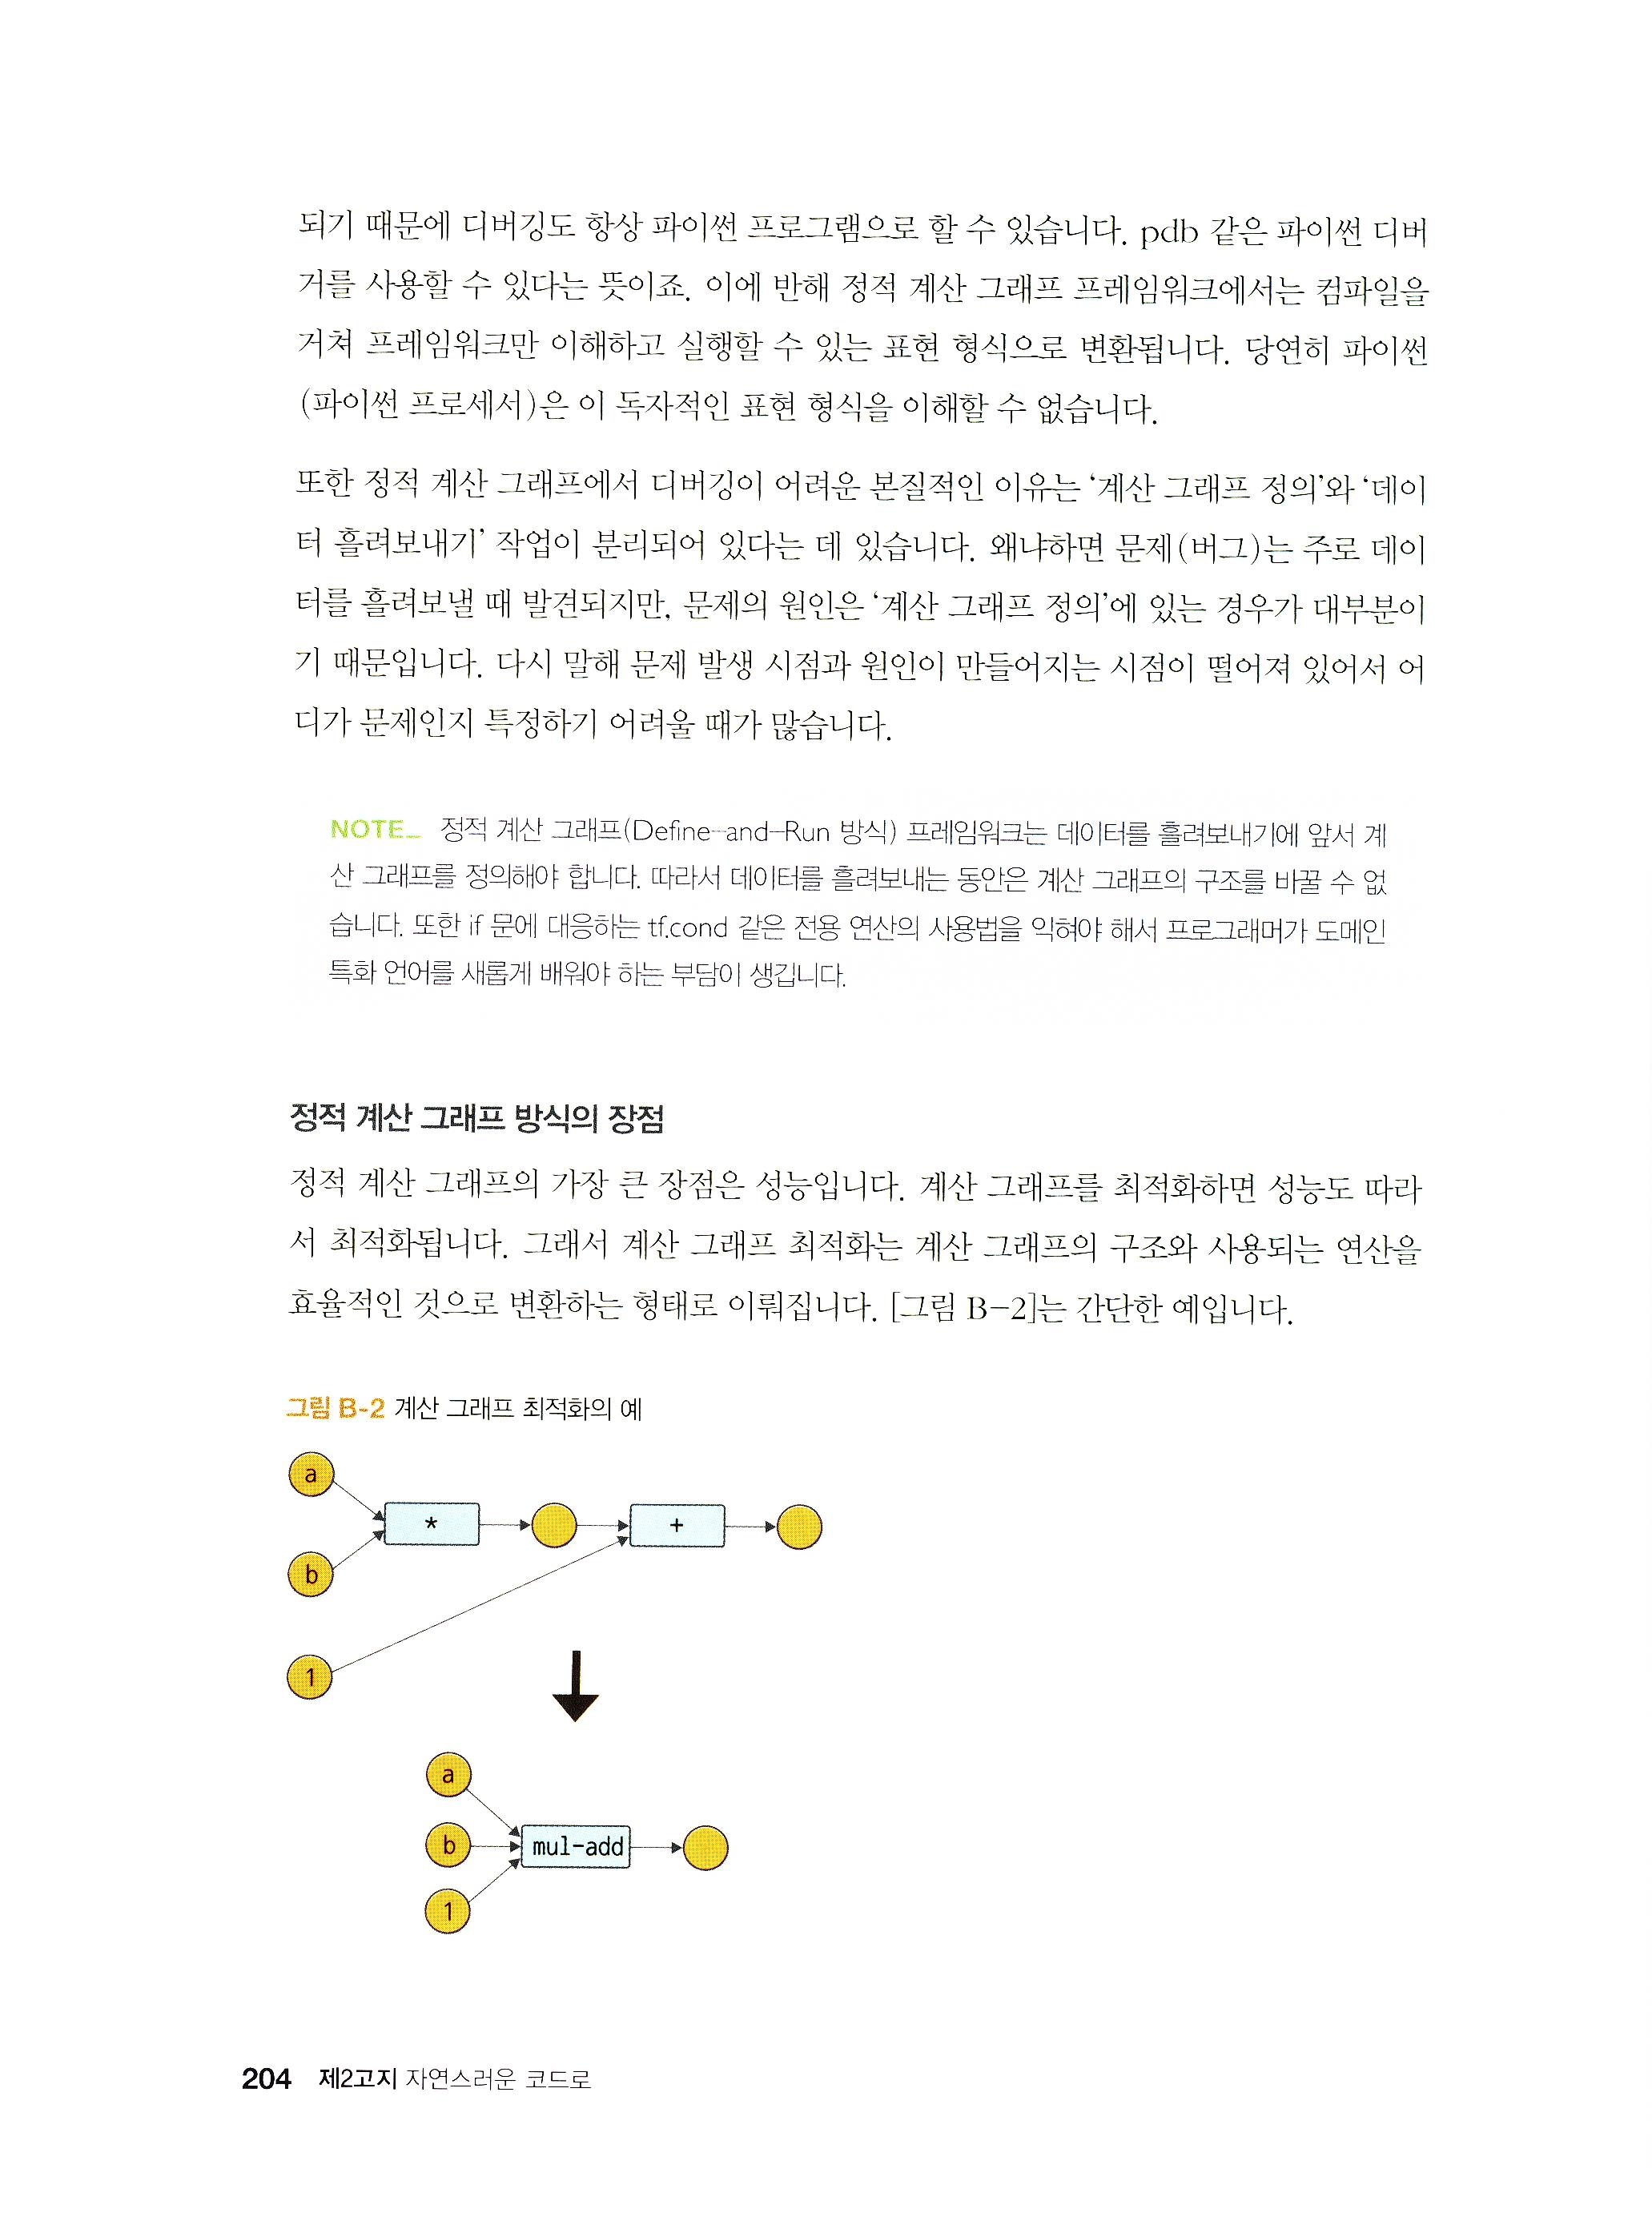 되기 때문에 디버깅도 항상 파이썬 프로그램으로 할 수 있습니다. pdb 같은 파이썬 디버
거를 사용할 수 있다는 뜻이죠. 이에 반해 정적 계산 그래프 프레임워크에서는 컴파일을
거쳐 프레임워크만 이해하고 실행할 수 있는 표현 형식으로 변환됩니다. 당연히 파이썬
(파이썬 프로세서)은 이 독자적인 표현 형식을 이해할 수 없습니다.
또한 정적 계산 그래프에서 디버깅이 어려운 본질적인 이유는 ‘계산 그래프 정의’와 ‘데이
터 흘려보내기’ 작업이 분리되어 있다는 데 있습니다. 왜냐하면 문제(버그)는 주로 데이
터를 흘려보낼 때 발견되지만, 문제의 원인은 ‘계산 그래프 정의’에 있는 경우가 대부분이
기 때문입니다. 다시 말해 문제 발생 시점과 원인이 만들어지는 시점이 떨어져 있어서 어
디가 문제인지 특정하기 어려울 때가 많습니다.
NOTE_ 정적 계산 그래프(Define-and-Run 방식) 프레임워크는 데이터를 흘려보내기에 앞서 계
산 그래프를 정의해야 합니다. 따라서 데이터를 흘려보내는 동안은 계산 그래프의 구조를 바꿀 수 없
습니다. 또한 if 문에 대응하는 tf.cond 같은 전용 연산의 사용법을 익혀야 해서 프로그래머가 도메인
특화 언어를 새롭게 배워야 하는 부담이 생깁니다.
정적 계산 그래프 방식의 장점
정적 계산 그래프의 가장 큰 장점은 성능입니다. 계산 그래프를 최적화하면 성능도 따라
서 최적화됩니다. 그래서 계산 그래프 최적화는 계산 그래프의 구조와 사용되는 연산을
효율적인 것으로 변환하는 형태로 이뤄집니다. [그림 B-2]는 간단한 예입니다.
그림 B-2 계산 그래프 최적화의 예
a
* +
b
1
a
b mul-add
1
204 제2고지 자연스러운 코드로